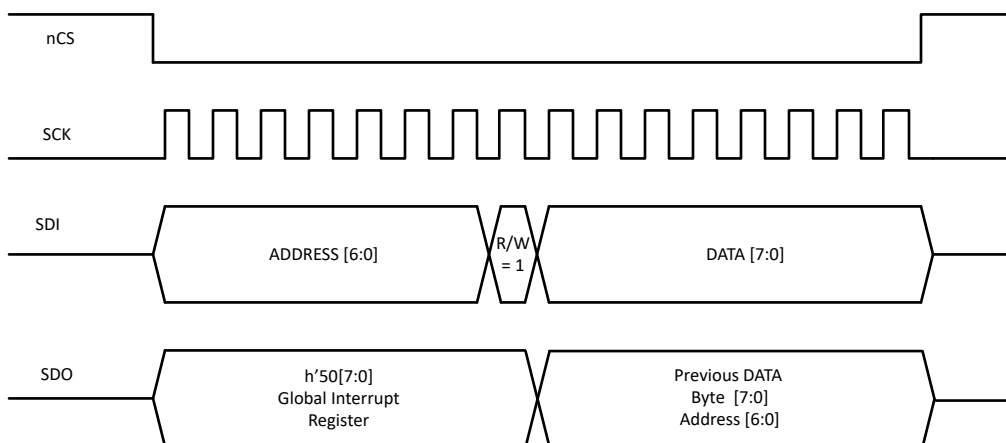 nCS
SCK
SDI
ADDRESS [6:0]
R/W
= 1
DATA [7:0]
SDO
h’50[7:0]
Global Interrupt
Register
Previous DATA
Byte  [7:0]
Address [6:0]